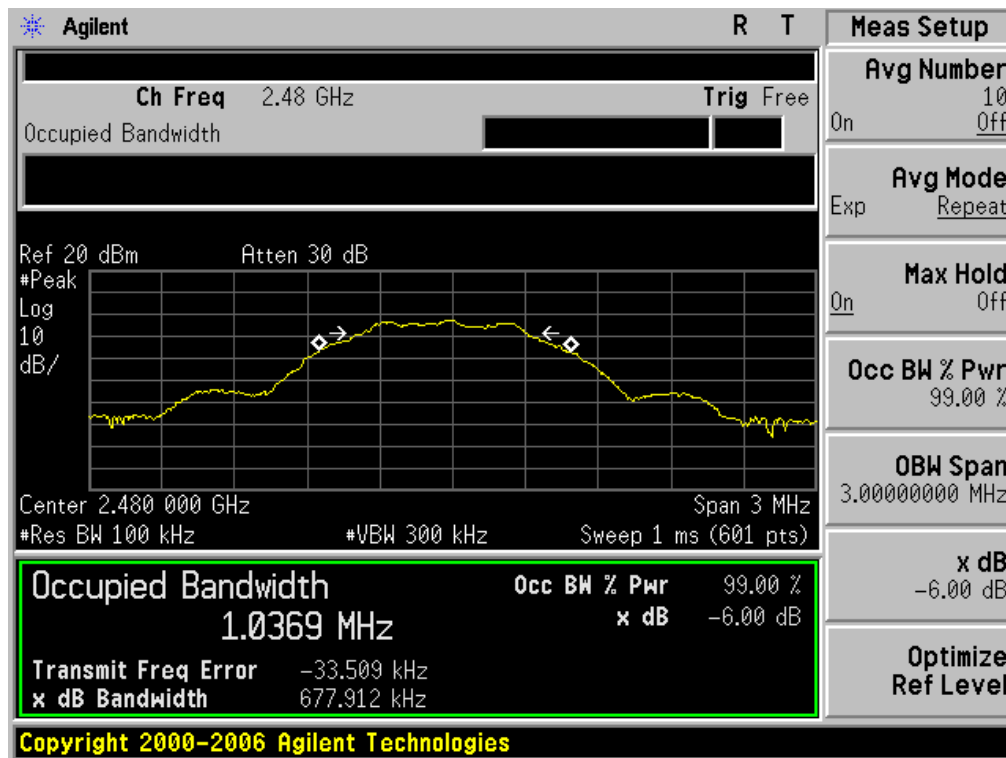 Agilent R T
Ch Freq 2.48 GHz Trig Free
Occupied Bandwidth
Ref 20 dBm Atten 30 dB
#Peak
Log
10
dB/
Center 2.480 000 GHz Span 3 MHz
#Res BW 100 kHz #VBW 300 kHz Sweep 1 ms (601 pts)
Occupied Bandwidth
1.0369 MHz
Occ BW % Pwr 99.00 %
x dB -6.00 dB
Transmit Freq Error -33.509 kHz
x dB Bandwidth 677.912 kHz
Copyright 2000-2006 Agilent Technologies
Meas Setup
Avg Number
10
On Off
Avg Mode
Exp Repeat
Max Hold
On Off
Occ BW % Pwr
99.00 %
OBW Span
3.00000000 MHz
x dB
-6.00 dB
Optimize
Ref Level